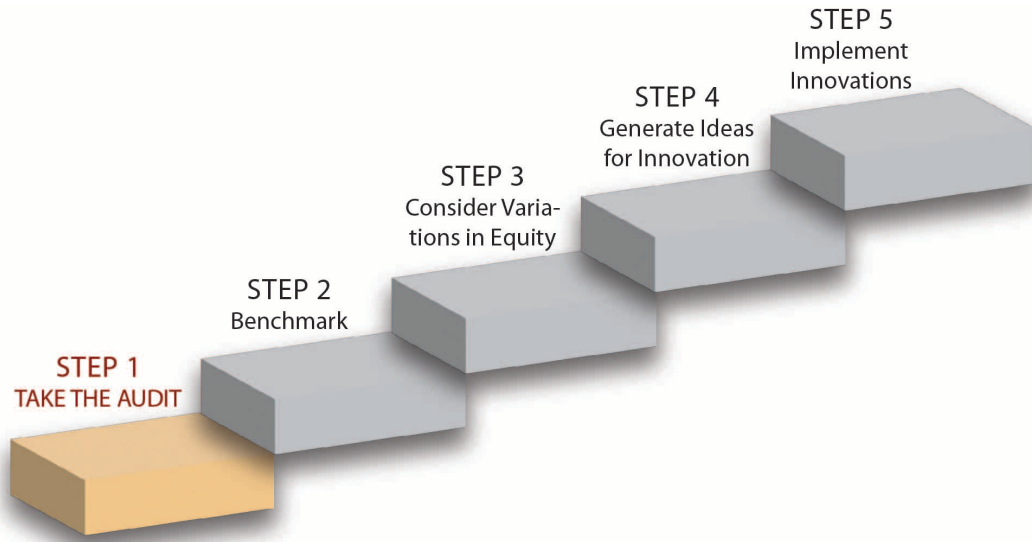 STEP 1
TAKE THE AUDIT
STEP 2
Benchmark
STEP 3
Consider Varia-
tions in Equity
STEP 4
Generate Ideas
for Innovation
STEP 5
Implement
Innovations